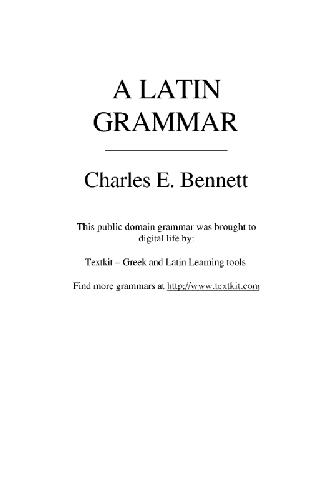 A LATIN
GRAMMAR
Charles E. Bennett
This public domain grammar was brought to
digital life by:
Textkit – Greek and Latin Learning tools
Find more grammars at http://www.textkit.com